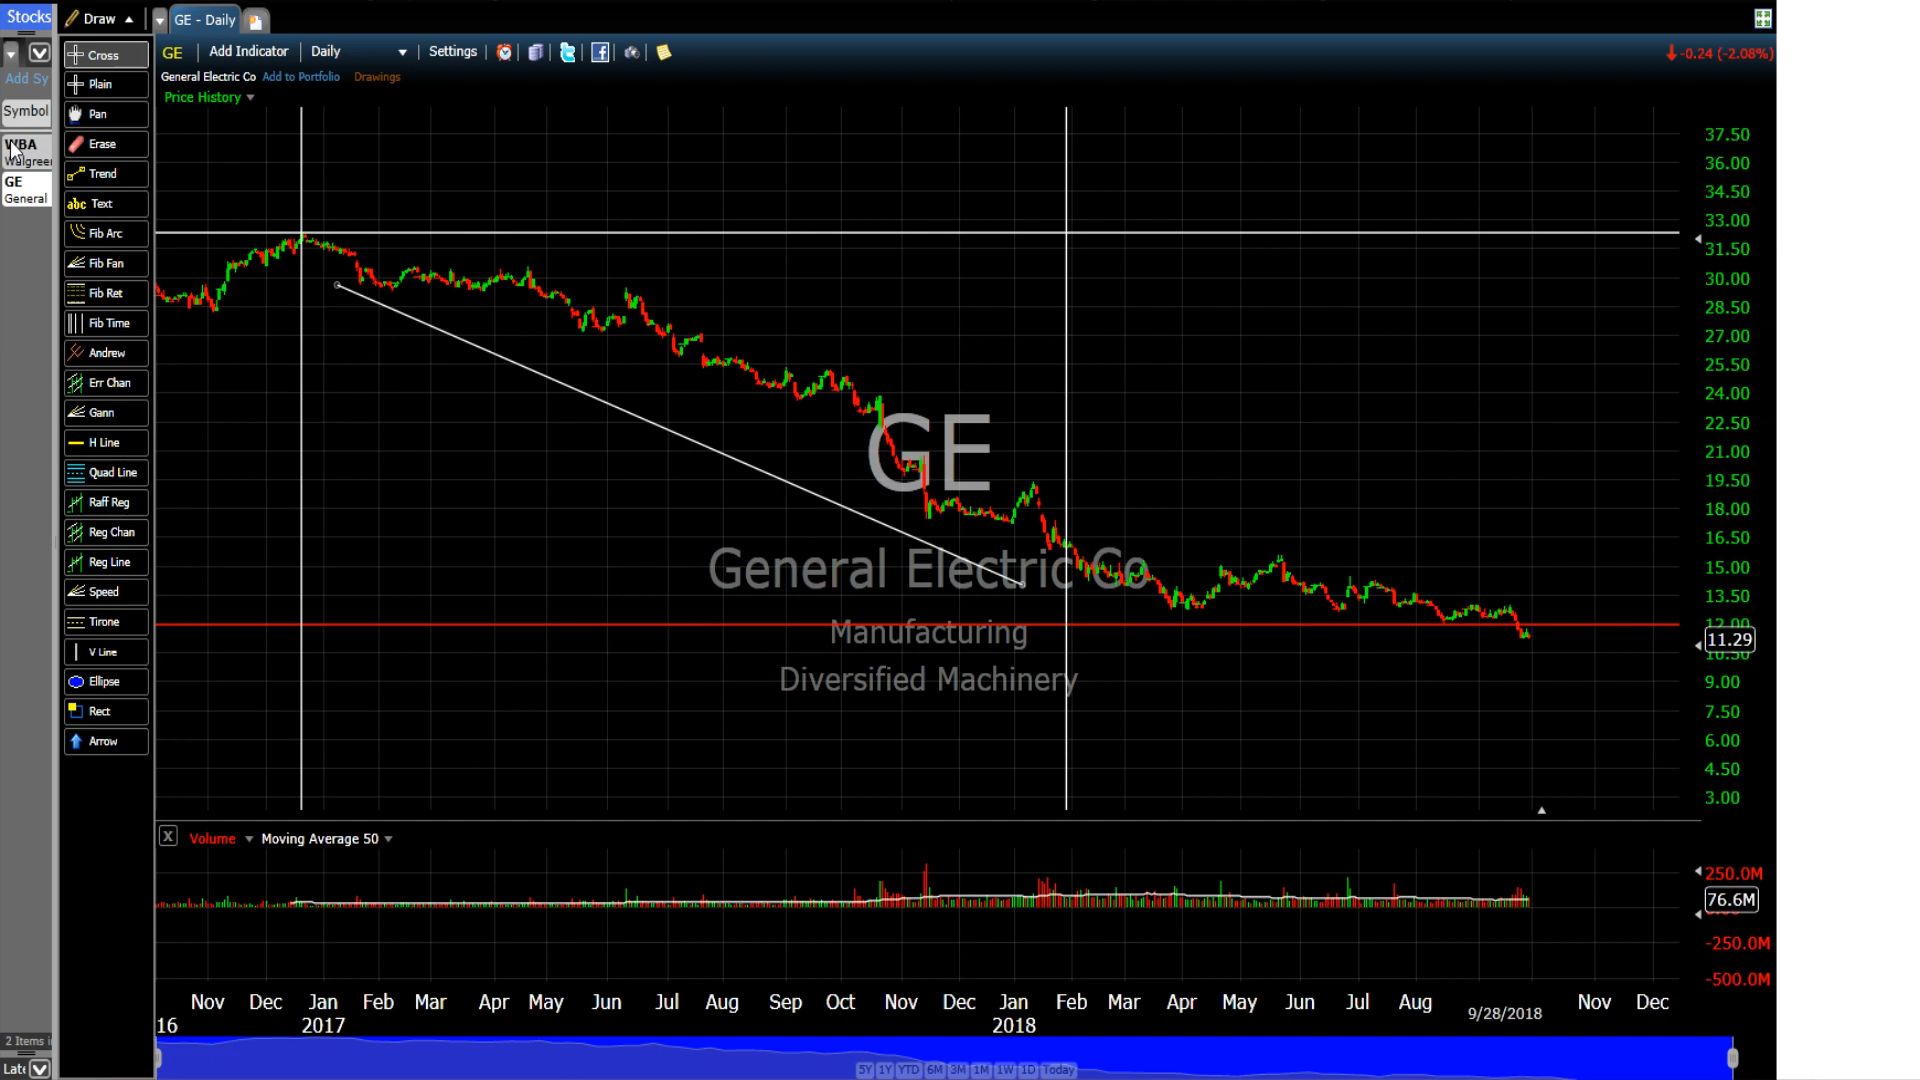 Stocks
Draw
GE - Daily
GE
Add Indicator
Daily
Settings
-0.24 (-2.08%)
General Electric Co
Add to Portfolio
Drawings
Price History
Add Sy
Symbol
WBA
Walgreen
GE
General
Cross
Plain
Pan
Erase
Trend
abc Text
Fib Arc
Fib Fan
Fib Ret
Fib Time
Andrew
Err Chan
Gann
H Line
Quad Line
Raff Reg
Reg Chan
Reg Line
Speed
Tirone
V Line
Ellipse
Rect
Arrow
37.50
36.00
34.50
33.00
31.50
30.00
28.50
27.00
25.50
24.00
22.50
21.00
19.50
18.00
16.50
15.00
13.50
12.00
11.29
10.50
9.00
7.50
6.00
4.50
3.00
GE
General Electric Co
Manufacturing
Diversified Machinery
X
Volume
Moving Average 50
250.0M
76.6M
-250.0M
-500.0M
Nov Dec Jan Feb Mar Apr May Jun Jul Aug Sep Oct Nov Dec Jan Feb Mar Apr May Jun Jul Aug 9/28/2018 Nov Dec
16 2017 2018
2 Items i
Late
5Y 1Y YTD 6M 3M 1M 1W 1D Today